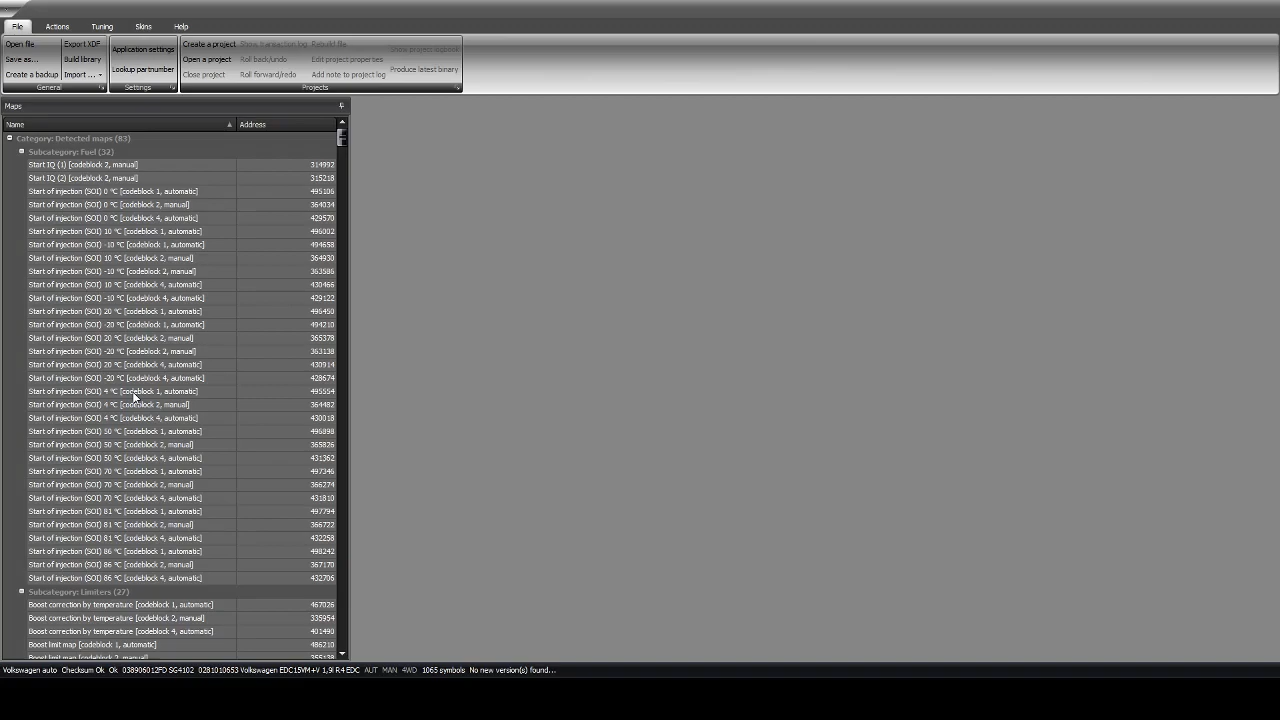 File Actions Tuning Skins Help
Open file Export XDF Application settings Create a project Show transaction log Rebuild file Show project logbook
Save as... Build library Lookup partnumber Open a project Roll back/undo Edit project properties Produce latest binary
Create a backup Import ... Close project Roll forward/redo Add note to project log
General Settings Projects
Maps
Name Address
Category: Detected maps (83)
Subcategory: Fuel (32)
Start IQ (1) [codeblock 2, manual] 314992
Start IQ (2) [codeblock 2, manual] 315218
Start of injection (SOI) 0 °C [codeblock 1, automatic] 495106
Start of injection (SOI) 0 °C [codeblock 2, manual] 364034
Start of injection (SOI) 0 °C [codeblock 4, automatic] 429570
Start of injection (SOI) 10 °C [codeblock 1, automatic] 496002
Start of injection (SOI) -10 °C [codeblock 1, automatic] 494658
Start of injection (SOI) 10 °C [codeblock 2, manual] 364930
Start of injection (SOI) -10 °C [codeblock 2, manual] 363586
Start of injection (SOI) 10 °C [codeblock 4, automatic] 430466
Start of injection (SOI) -10 °C [codeblock 4, automatic] 429122
Start of injection (SOI) 20 °C [codeblock 1, automatic] 496450
Start of injection (SOI) -20 °C [codeblock 1, automatic] 494210
Start of injection (SOI) 20 °C [codeblock 2, manual] 365378
Start of injection (SOI) -20 °C [codeblock 2, manual] 363138
Start of injection (SOI) 20 °C [codeblock 4, automatic] 430914
Start of injection (SOI) -20 °C [codeblock 4, automatic] 428674
Start of injection (SOI) 4 °C [codeblock 1, automatic] 495554
Start of injection (SOI) 4 °C [codeblock 2, manual] 364482
Start of injection (SOI) 4 °C [codeblock 4, automatic] 430018
Start of injection (SOI) 50 °C [codeblock 1, automatic] 496898
Start of injection (SOI) 50 °C [codeblock 2, manual] 365826
Start of injection (SOI) 50 °C [codeblock 4, automatic] 431362
Start of injection (SOI) 70 °C [codeblock 1, automatic] 497346
Start of injection (SOI) 70 °C [codeblock 2, manual] 366274
Start of injection (SOI) 70 °C [codeblock 4, automatic] 431810
Start of injection (SOI) 81 °C [codeblock 1, automatic] 497794
Start of injection (SOI) 81 °C [codeblock 2, manual] 366722
Start of injection (SOI) 81 °C [codeblock 4, automatic] 432258
Start of injection (SOI) 86 °C [codeblock 1, automatic] 498242
Start of injection (SOI) 86 °C [codeblock 2, manual] 367170
Start of injection (SOI) 86 °C [codeblock 4, automatic] 432706
Subcategory: Limiters (27)
Boost correction by temperature [codeblock 1, automatic] 467026
Boost correction by temperature [codeblock 2, manual] 335954
Boost correction by temperature [codeblock 4, automatic] 401490
Boost limit map [codeblock 1, automatic] 486210
Boost limit map [codeblock 2, manual] 355138
Volkswagen auto Checksum Ok Ok 038906012FD SG4102 0281010653 Volkswagen EDC15VM+V 1,9l R4 EDC AUT MAN 4WD 1065 symbols No new version(s) found...